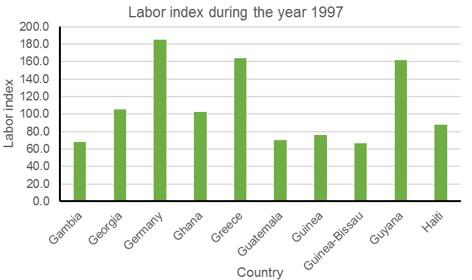 Labor index during the year 1997
200.0
180.0
160.0
140.0
120.0
100.0
80.0
60.0
40.0
20.0
0.0
Labor index
Gambia
Georgia
Germany
Ghana
Greece
Guatemala
Guinea
Guinea-Bissau
Guyana
Haiti
Country